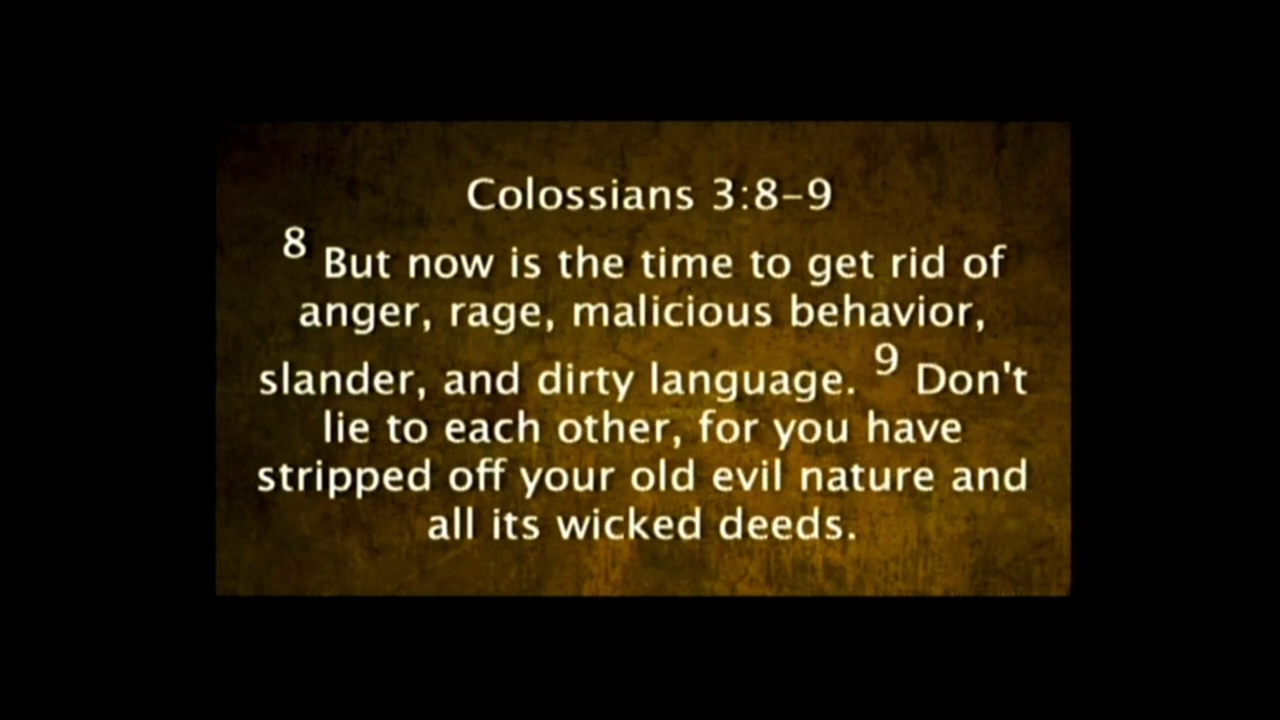 Colossians 3:8–9
8 But now is the time to get rid of
anger, rage, malicious behavior,
slander, and dirty language. 9 Don't
lie to each other, for you have
stripped off your old evil nature and
all its wicked deeds.